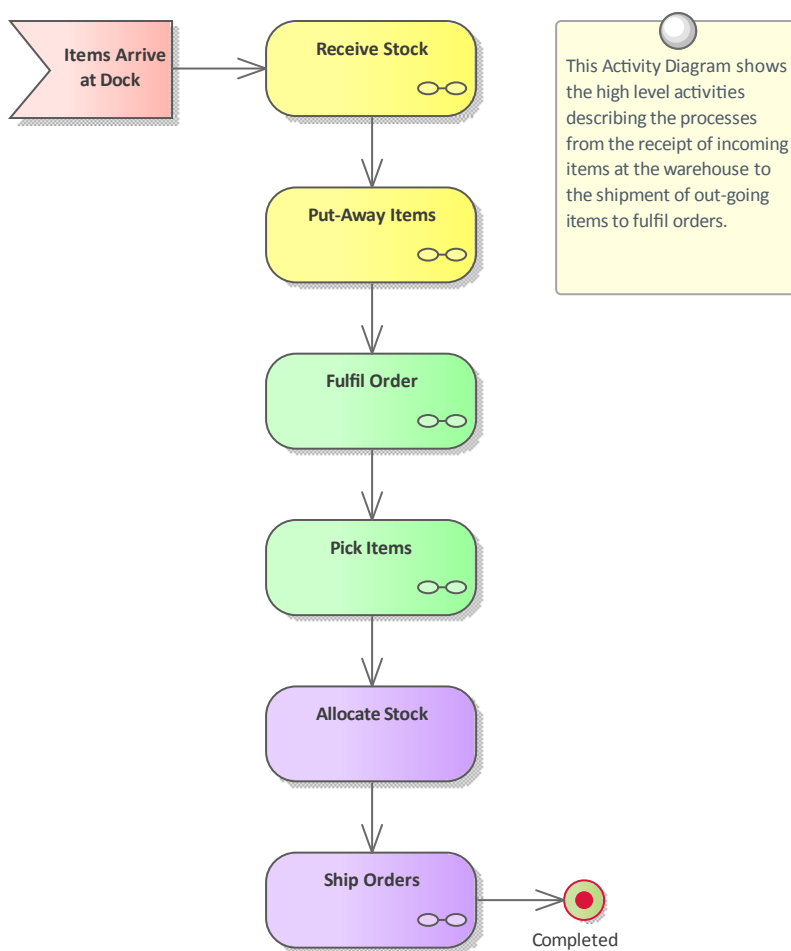 Items Arrive
at Dock
Receive Stock
This Activity Diagram shows
the high level activities
describing the processes
from the receipt of incoming
items at the warehouse to
the shipment of out-going
items to fulfil orders.
Put-Away Items
Fulfil Order
Pick Items
Allocate Stock
Ship Orders
Completed